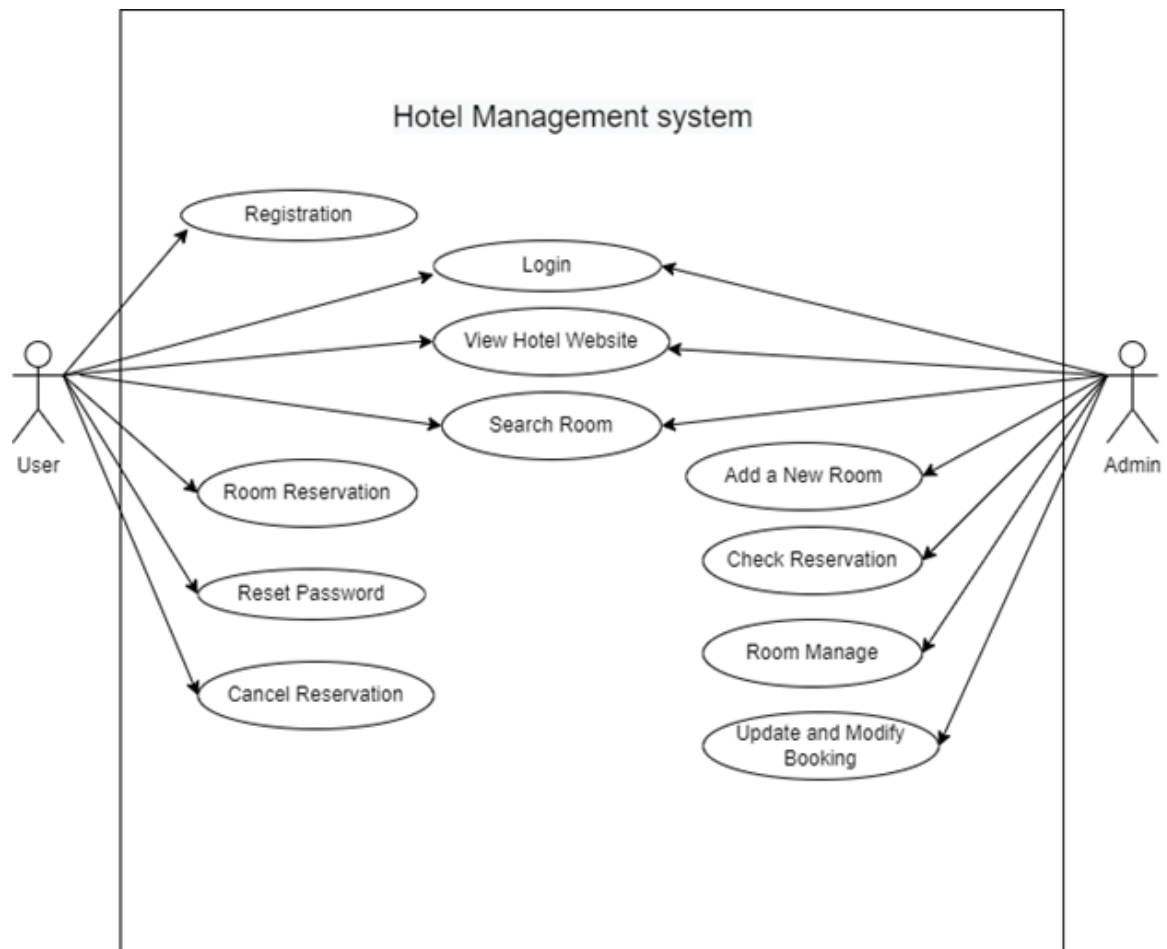 Hotel Management system
Registration
Login
View Hotel Website
Search Room
User
Admin
Room Reservation
Add a New Room
Check Reservation
Reset Password
Room Manage
Cancel Reservation
Update and Modify
Booking